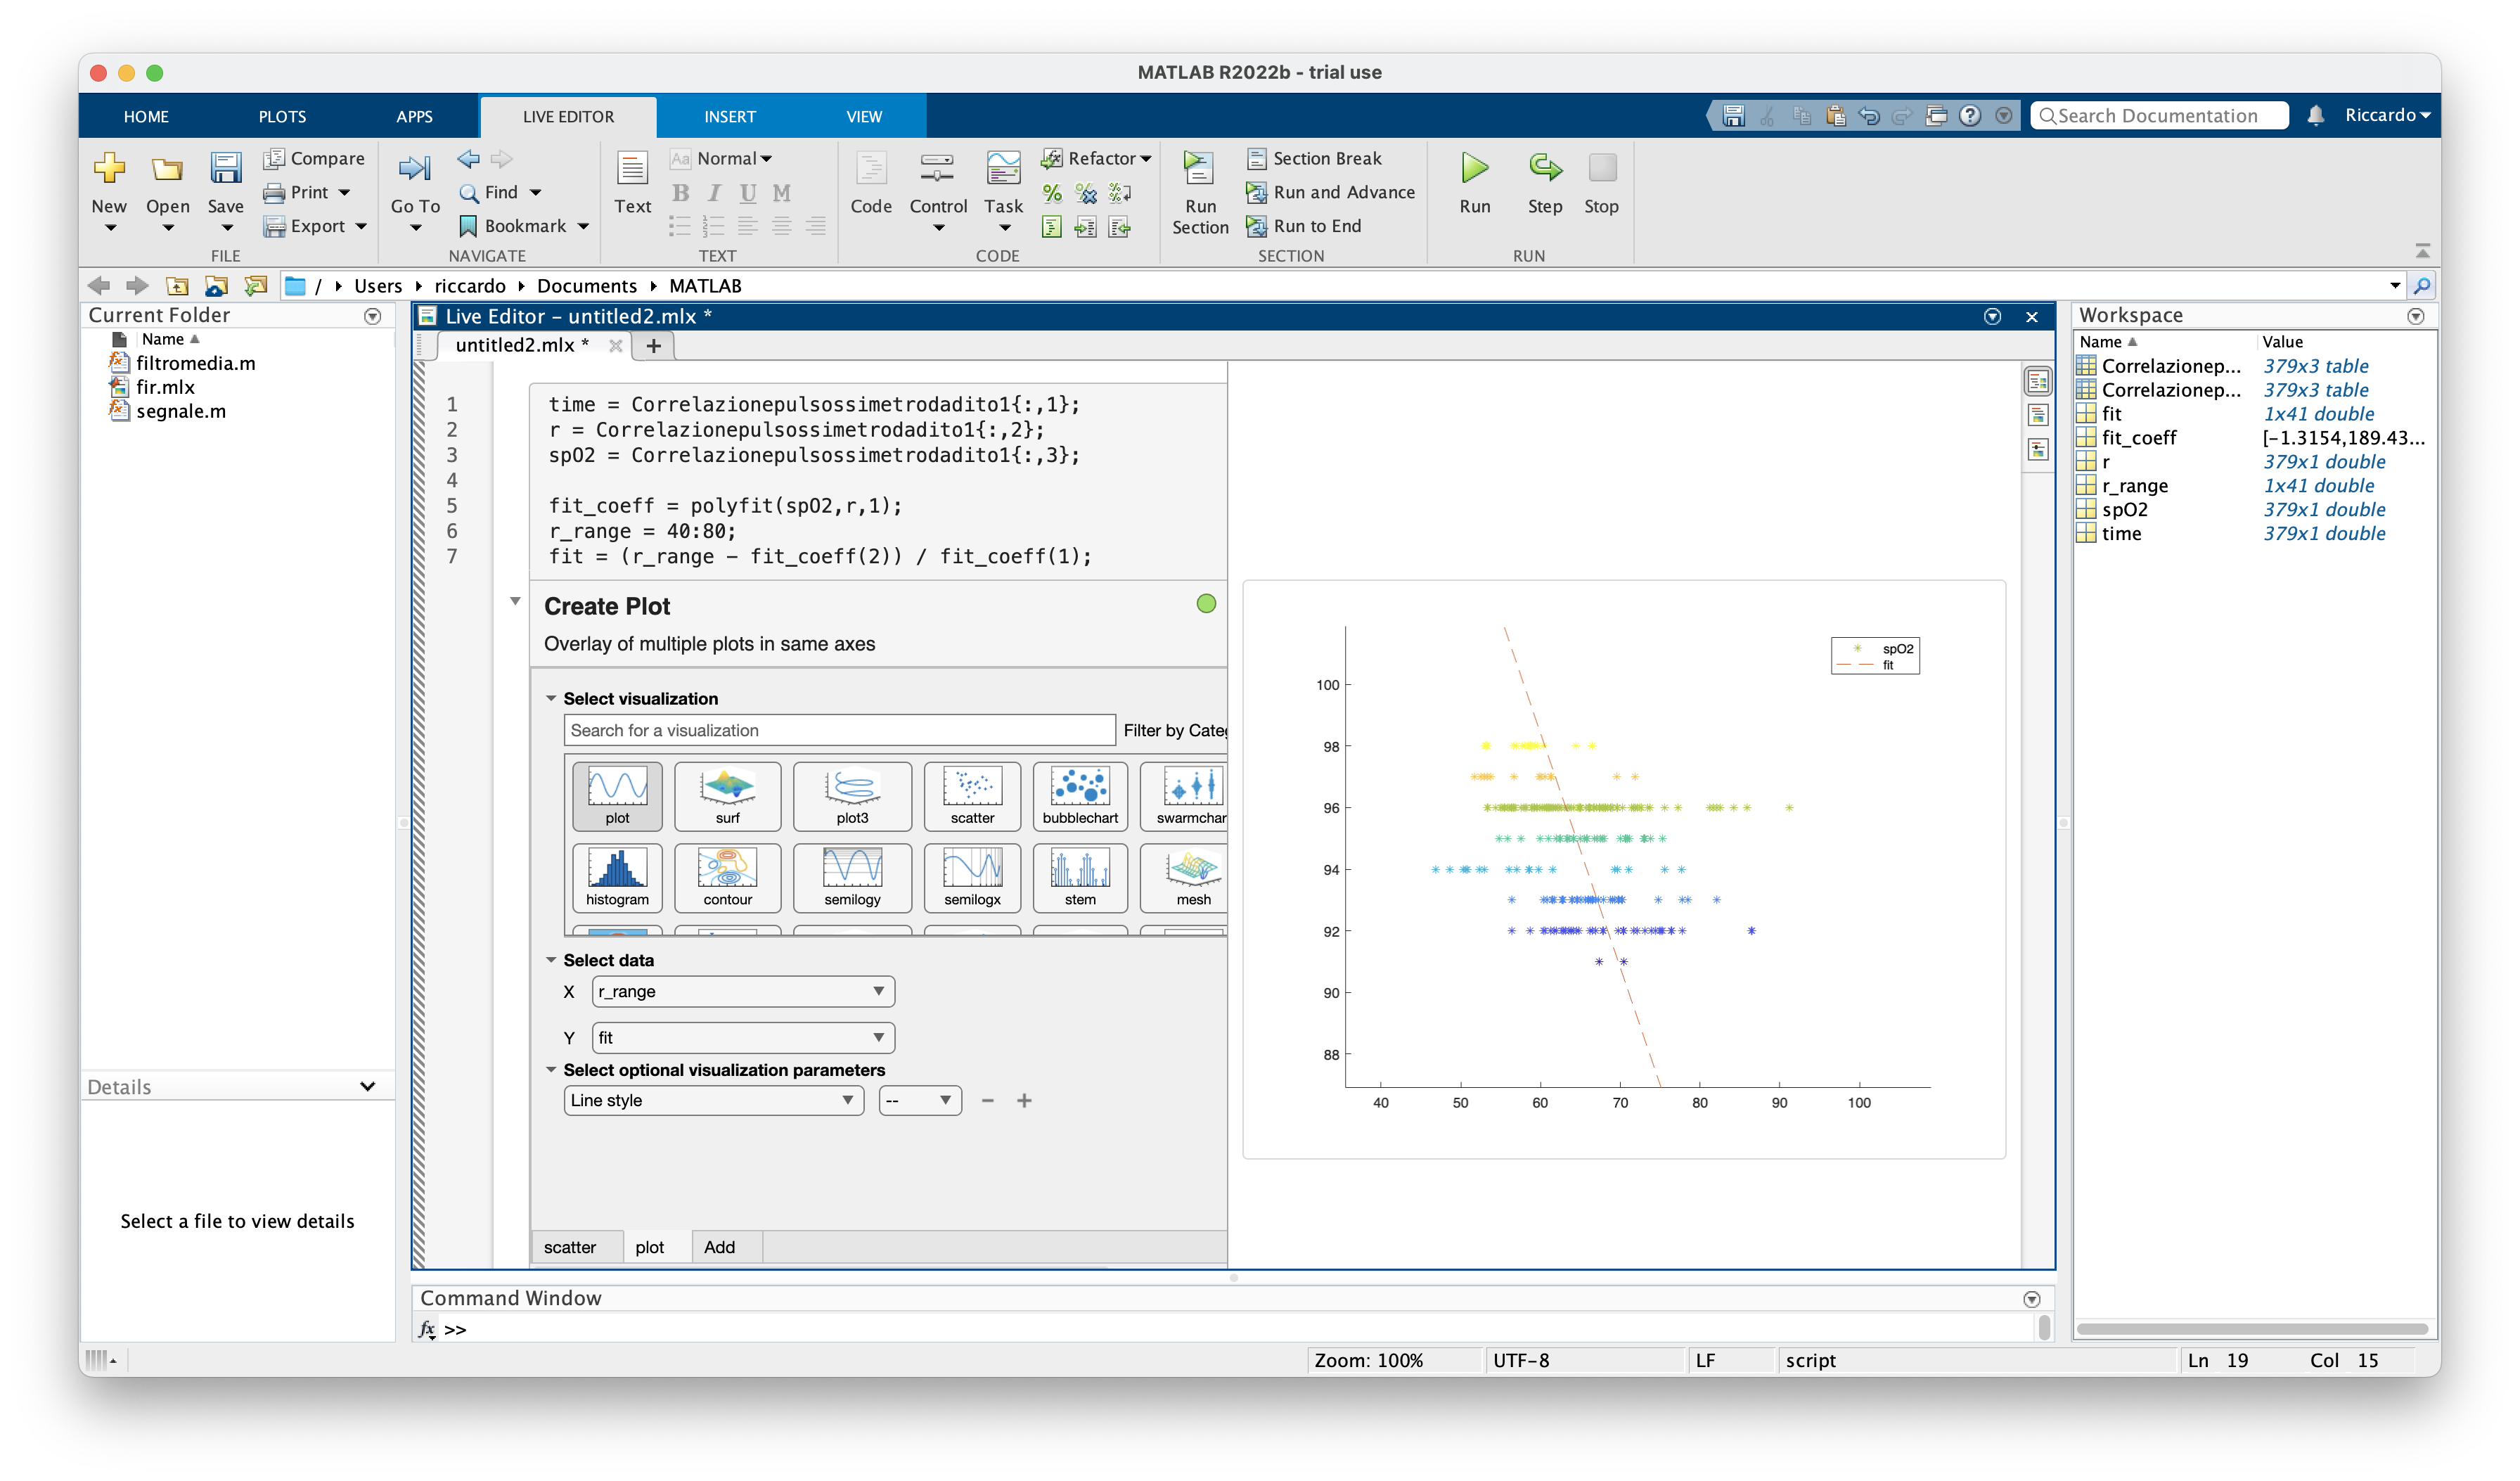 MATLAB R2022b - trial use
HOME PLOTS APPS LIVE EDITOR INSERT VIEW
Search Documentation Riccardo
New Open Save
Compare
Print
Export
FILE
Go To
Find
Bookmark
NAVIGATE
Text
Aa Normal
B I U M
TEXT
Code Control Task
Refactor
CODE
Run Section
Section Break
Run and Advance
Run to End
SECTION
Run Step Stop
RUN
/ Users riccardo Documents MATLAB
Current Folder
Name
filtromedia.m
fir.mlx
segnale.m
Details
Select a file to view details
Live Editor - untitled2.mlx *
untitled2.mlx *
1 time = Correlazionepulsossimetrodadito1{:,1};
2 r = Correlazionepulsossimetrodadito1{:,2};
3 spO2 = Correlazionepulsossimetrodadito1{:,3};
4
5 fit_coeff = polyfit(spO2,r,1);
6 r_range = 40:80;
7 fit = (r_range - fit_coeff(2)) / fit_coeff(1);
Create Plot
Overlay of multiple plots in same axes
Select visualization
Search for a visualization Filter by Categ
plot surf plot3 scatter bubblechart swarmchar
histogram contour semilogy semilogx stem mesh
Select data
X r_range
Y fit
Select optional visualization parameters
Line style -- − +
scatter plot Add
spO2
fit
100
98
96
94
92
90
88
40 50 60 70 80 90 100
Command Window
fx >>
Workspace
Name Value
Correlazionep... 379x3 table
Correlazionep... 379x3 table
fit 1x41 double
fit_coeff [-1.3154,189.43...
r 379x1 double
r_range 1x41 double
spO2 379x1 double
time 379x1 double
Zoom: 100% UTF-8 LF script Ln 19 Col 15